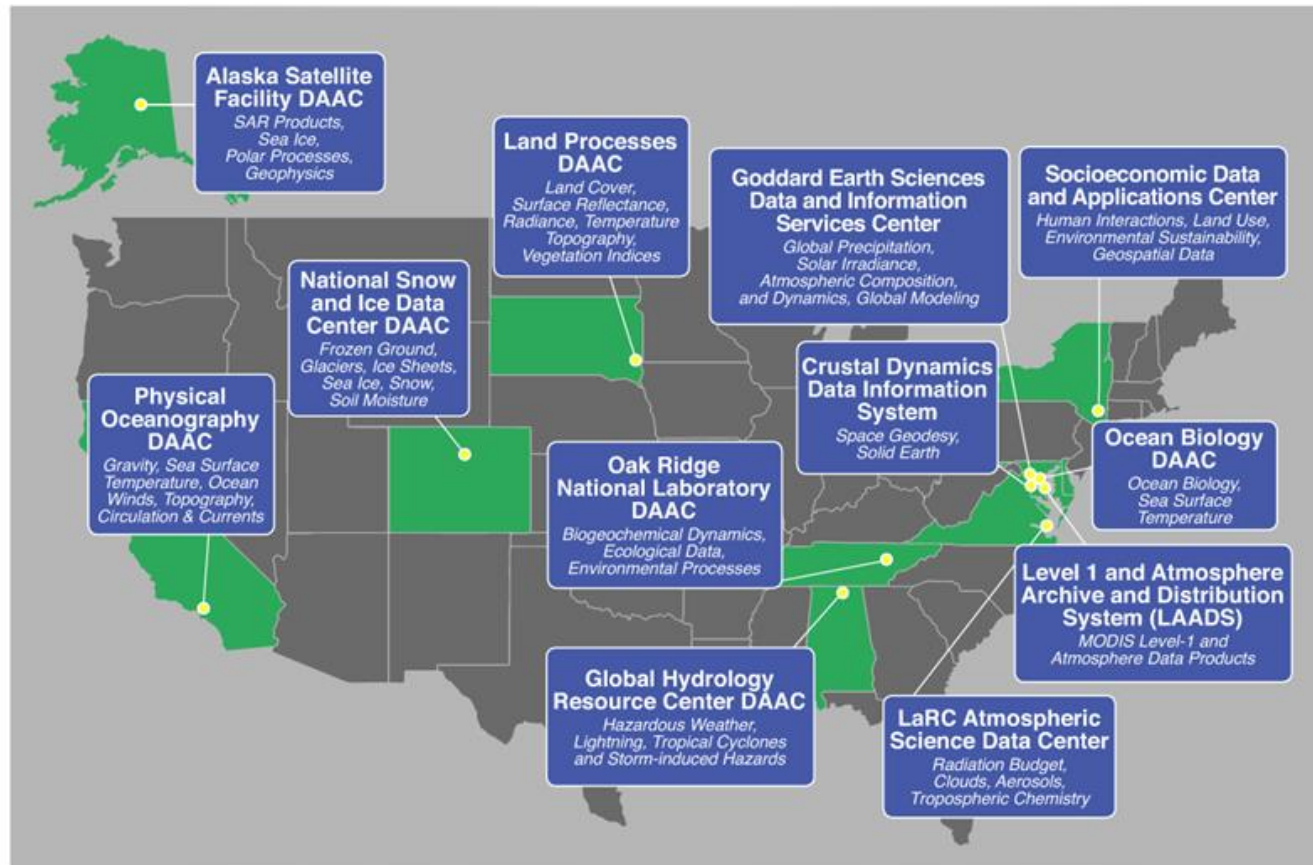 Alaska Satellite
Facility DAAC
SAR Products,
Sea Ice,
Polar Processes,
Geophysics
Land Processes
DAAC
Land Cover,
Surface Reflectance,
Radiance, Temperature
Topography,
Vegetation Indices
Goddard Earth Sciences
Data and Information
Services Center
Global Precipitation,
Solar Irradiance,
Atmospheric Composition,
and Dynamics, Global Modeling
Socioeconomic Data
and Applications Center
Human Interactions, Land Use,
Environmental Sustainability,
Geospatial Data
National Snow
and Ice Data
Center DAAC
Frozen Ground,
Glaciers, Ice Sheets,
Sea Ice, Snow,
Soil Moisture
Crustal Dynamics
Data Information
System
Space Geodesy,
Solid Earth
Physical
Oceanography
DAAC
Gravity, Sea Surface
Temperature, Ocean
Winds, Topography,
Circulation & Currents
Ocean Biology
DAAC
Ocean Biology,
Sea Surface
Temperature
Oak Ridge
National Laboratory
DAAC
Biogeochemical Dynamics,
Ecological Data,
Environmental Processes
Level 1 and Atmosphere
Archive and Distribution
System (LAADS)
MODIS Level-1 and
Atmosphere Data Products
Global Hydrology
Resource Center DAAC
Hazardous Weather,
Lightning, Tropical Cyclones
and Storm-induced Hazards
LaRC Atmospheric
Science Data Center
Radiation Budget,
Clouds, Aerosols,
Tropospheric Chemistry